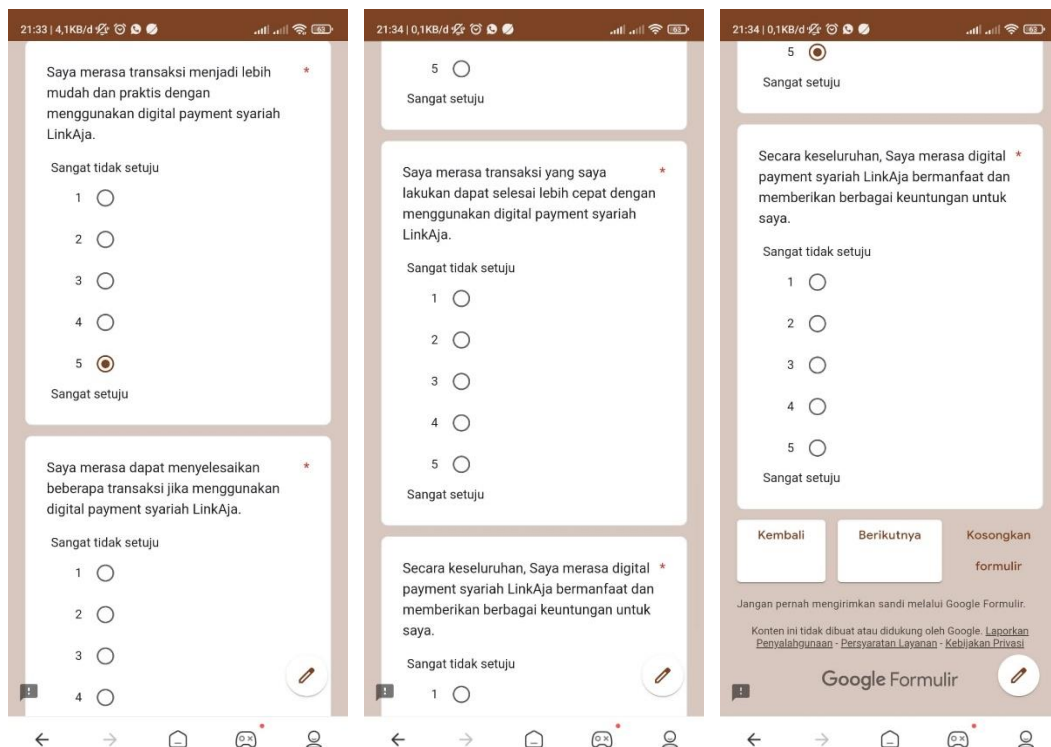 21:33 | 4,1KB/d
63
Saya merasa transaksi menjadi lebih *
mudah dan praktis dengan
menggunakan digital payment syariah
LinkAja.
Sangat tidak setuju
1
2
3
4
5
Sangat setuju
Saya merasa dapat menyelesaikan *
beberapa transaksi jika menggunakan
digital payment syariah LinkAja.
Sangat tidak setuju
1
2
3
4
21:34 | 0,1KB/d
63
5
Sangat setuju
Saya merasa transaksi yang saya *
lakukan dapat selesai lebih cepat dengan
menggunakan digital payment syariah
LinkAja.
Sangat tidak setuju
1
2
3
4
5
Sangat setuju
Secara keseluruhan, Saya merasa digital *
payment syariah LinkAja bermanfaat dan
memberikan berbagai keuntungan untuk
saya.
Sangat tidak setuju
1
21:34 | 0,1KB/d
63
5
Sangat setuju
Secara keseluruhan, Saya merasa digital *
payment syariah LinkAja bermanfaat dan
memberikan berbagai keuntungan untuk
saya.
Sangat tidak setuju
1
2
3
4
5
Sangat setuju
Kembali
Berikutnya
Kosongkan
formulir
Jangan pernah mengirimkan sandi melalui Google Formulir.
Konten ini tidak dibuat atau didukung oleh Google. Laporkan
Penyalahgunaan - Persyaratan Layanan - Kebijakan Privasi
Google Formulir